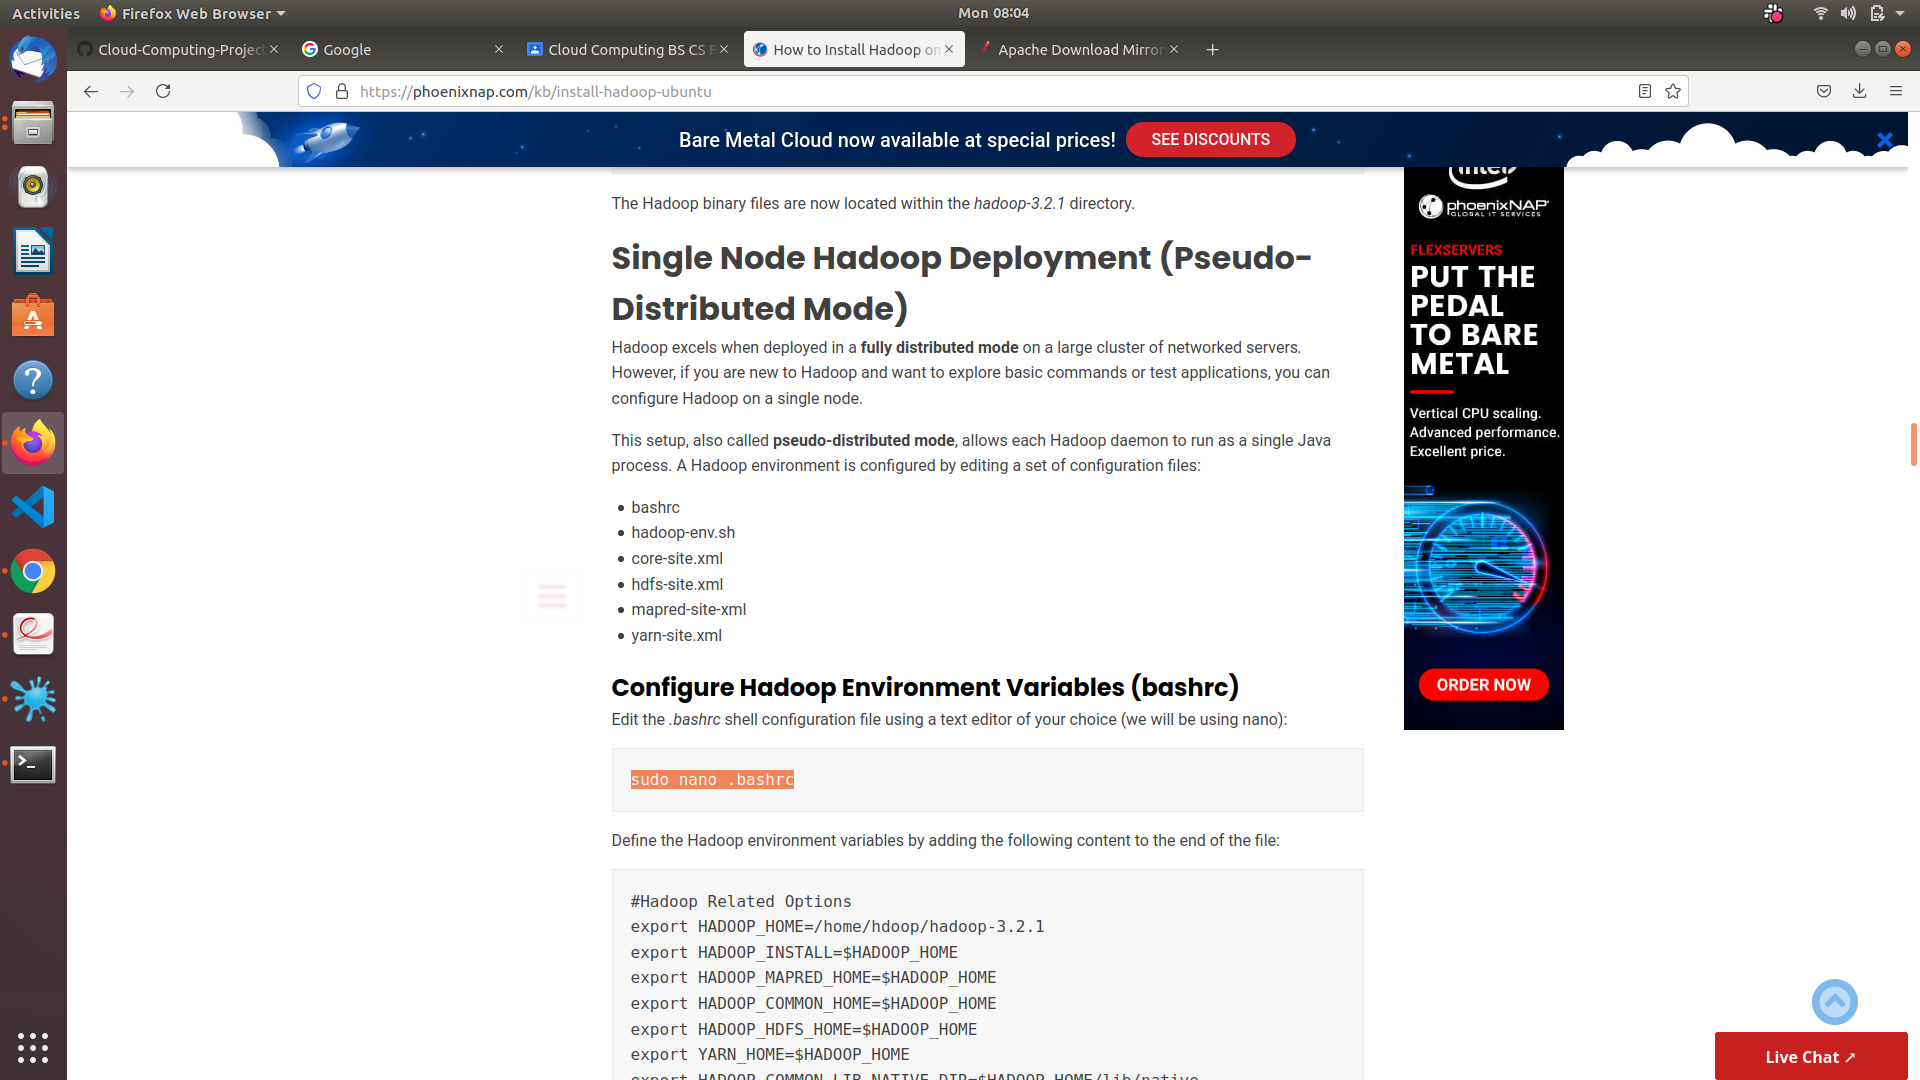 Activities
Firefox Web Browser
Mon 08:04
Cloud-Computing-Project
Google
Cloud Computing BS CS F
How to Install Hadoop on
Apache Download Mirror
https://phoenixnap.com/kb/install-hadoop-ubuntu
Bare Metal Cloud now available at special prices!
SEE DISCOUNTS
The Hadoop binary files are now located within the hadoop-3.2.1 directory.
Single Node Hadoop Deployment (Pseudo-
Distributed Mode)
Hadoop excels when deployed in a fully distributed mode on a large cluster of networked servers.
However, if you are new to Hadoop and want to explore basic commands or test applications, you can
configure Hadoop on a single node.
This setup, also called pseudo-distributed mode, allows each Hadoop daemon to run as a single Java
process. A Hadoop environment is configured by editing a set of configuration files:
bashrc
hadoop-env.sh
core-site.xml
hdfs-site.xml
mapred-site-xml
yarn-site.xml
Configure Hadoop Environment Variables (bashrc)
Edit the .bashrc shell configuration file using a text editor of your choice (we will be using nano):
sudo nano .bashrc
Define the Hadoop environment variables by adding the following content to the end of the file:
#Hadoop Related Options
export HADOOP_HOME=/home/hdoop/hadoop-3.2.1
export HADOOP_INSTALL=$HADOOP_HOME
export HADOOP_MAPRED_HOME=$HADOOP_HOME
export HADOOP_COMMON_HOME=$HADOOP_HOME
export HADOOP_HDFS_HOME=$HADOOP_HOME
export YARN_HOME=$HADOOP_HOME
export HADOOP_COMMON_LIB_NATIVE_DIR=$HADOOP_HOME/lib/native
intel
phoenixNAP
GLOBAL IT SERVICES
FLEXSERVERS
PUT THE
PEDAL
TO BARE
METAL
Vertical CPU scaling.
Advanced performance.
Excellent price.
ORDER NOW
Live Chat